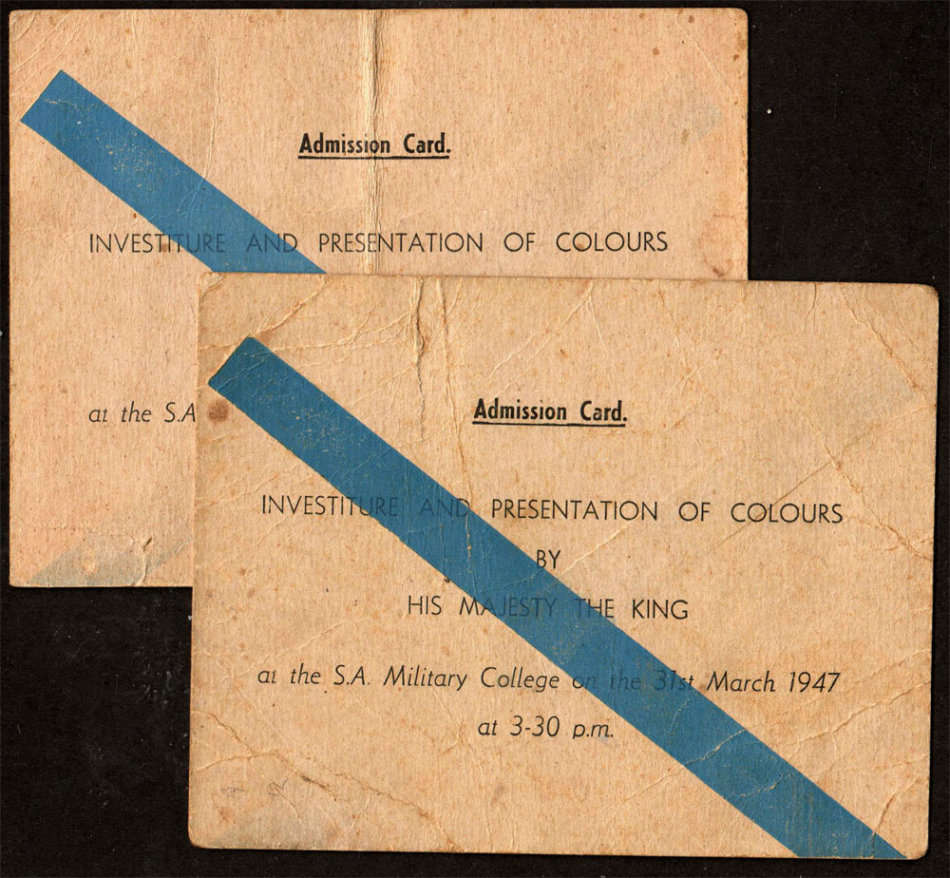 Admission Card.
INVESTITURE AND PRESENTATION OF COLOURS
at the S.A
Admission Card.
INVESTITURE AND PRESENTATION OF COLOURS
BY
HIS MAJESTY THE KING
at the S.A. Military College on the 31st March 1947
at 3-30 p.m.